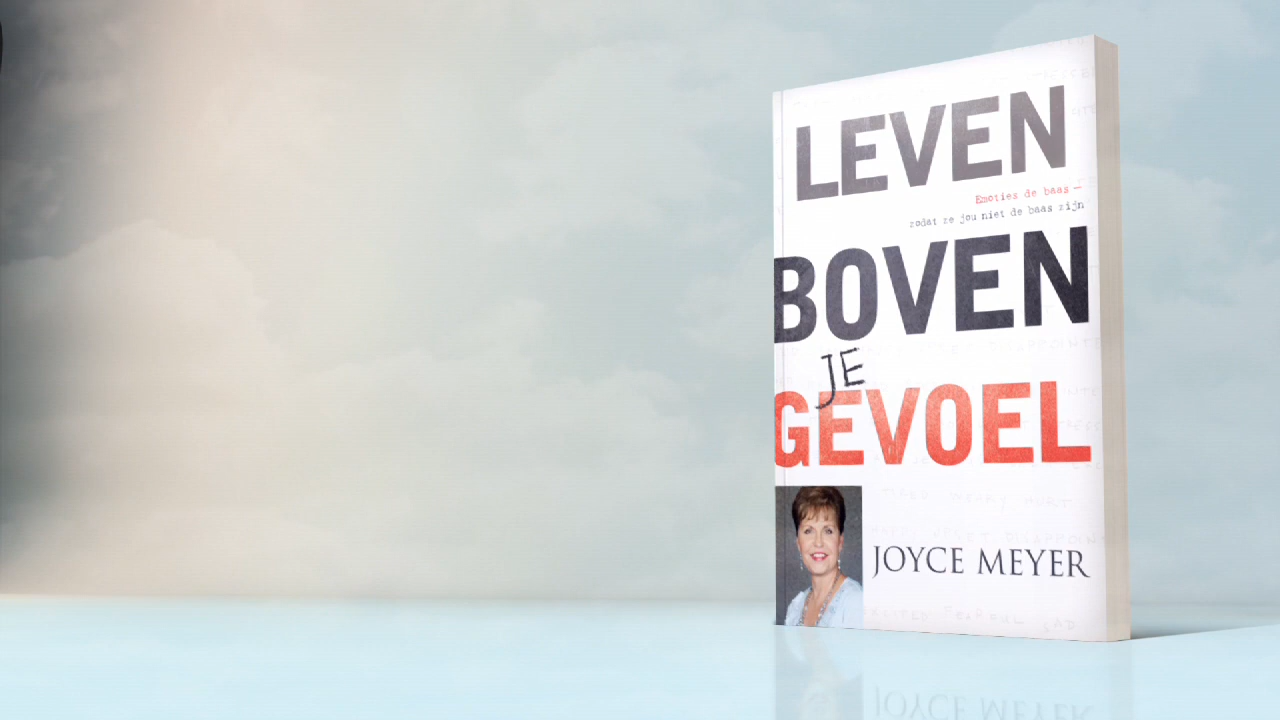 LEVEN
Emoties de baas –
zodat ze jou niet de baas zijn
BOVEN
JE
GEVOEL
JOYCE MEYER